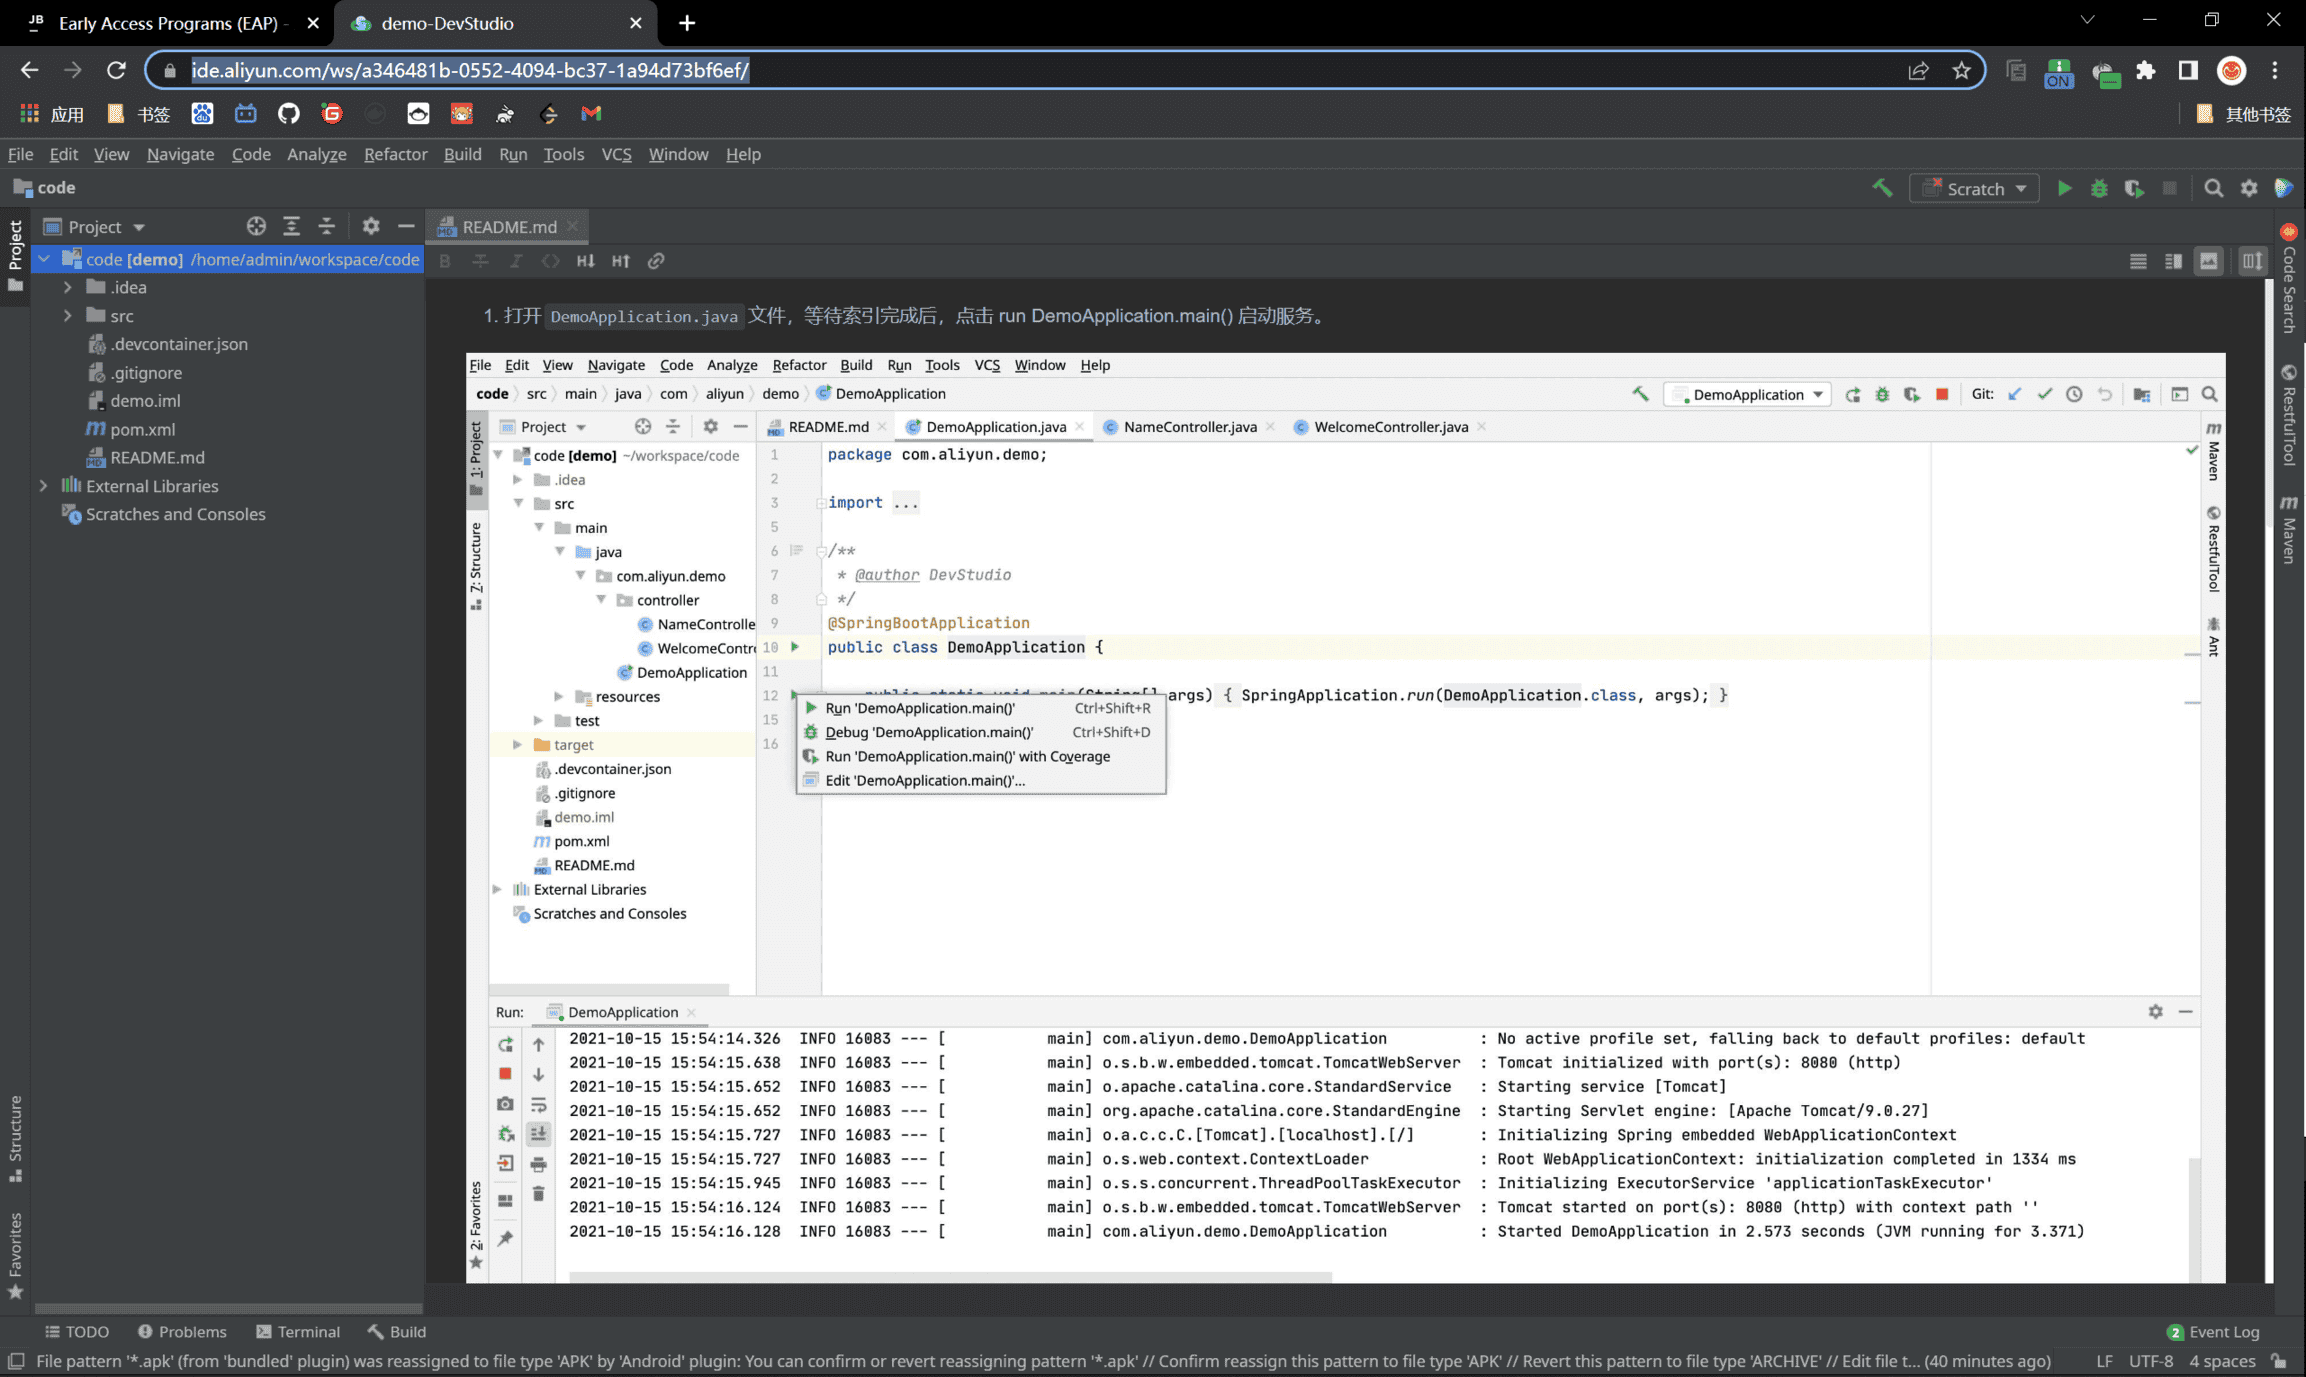 JB Early Access Programs (EAP) -
demo-DevStudio
ide.aliyun.com/ws/a346481b-0552-4094-bc37-1a94d73bf6ef/
ON
应用 书签 其他书签
File Edit View Navigate Code Analyze Refactor Build Run Tools VCS Window Help
code Scratch
Project README.md
Project
code [demo] /home/admin/workspace/code
.idea
src
.devcontainer.json
.gitignore
demo.iml
pom.xml
README.md
External Libraries
Scratches and Consoles
Structure
Favorites
Code Search
RestfulTool
Maven
1. 打开 DemoApplication.java 文件，等待索引完成后，点击 run DemoApplication.main() 启动服务。
File Edit View Navigate Code Analyze Refactor Build Run Tools VCS Window Help
code src main java com aliyun demo DemoApplication DemoApplication Git:
Project README.md DemoApplication.java NameController.java WelcomeController.java
1: Project
7: Structure
2: Favorites
code [demo] ~/workspace/code
.idea
src
main
java
com.aliyun.demo
controller
NameControlle
WelcomeContr
DemoApplication
resources
test
target
.devcontainer.json
.gitignore
demo.iml
pom.xml
README.md
External Libraries
Scratches and Consoles
1 package com.aliyun.demo;
2
3 import ...
5
6 /**
7 * @author DevStudio
8 */
9 @SpringBootApplication
10 public class DemoApplication {
11
12 public static void main(String[] args) { SpringApplication.run(DemoApplication.class, args); }
15
16
Run 'DemoApplication.main()' Ctrl+Shift+R
Debug 'DemoApplication.main()' Ctrl+Shift+D
Run 'DemoApplication.main()' with Coverage
Edit 'DemoApplication.main()'...
Maven
RestfulTool
Ant
Run: DemoApplication
2021-10-15 15:54:14.326 INFO 16083 --- [ main] com.aliyun.demo.DemoApplication : No active profile set, falling back to default profiles: default
2021-10-15 15:54:15.638 INFO 16083 --- [ main] o.s.b.w.embedded.tomcat.TomcatWebServer : Tomcat initialized with port(s): 8080 (http)
2021-10-15 15:54:15.652 INFO 16083 --- [ main] o.apache.catalina.core.StandardService : Starting service [Tomcat]
2021-10-15 15:54:15.652 INFO 16083 --- [ main] org.apache.catalina.core.StandardEngine : Starting Servlet engine: [Apache Tomcat/9.0.27]
2021-10-15 15:54:15.727 INFO 16083 --- [ main] o.a.c.c.C.[Tomcat].[localhost].[/] : Initializing Spring embedded WebApplicationContext
2021-10-15 15:54:15.727 INFO 16083 --- [ main] o.s.web.context.ContextLoader : Root WebApplicationContext: initialization completed in 1334 ms
2021-10-15 15:54:15.945 INFO 16083 --- [ main] o.s.s.concurrent.ThreadPoolTaskExecutor : Initializing ExecutorService 'applicationTaskExecutor'
2021-10-15 15:54:16.124 INFO 16083 --- [ main] o.s.b.w.embedded.tomcat.TomcatWebServer : Tomcat started on port(s): 8080 (http) with context path ''
2021-10-15 15:54:16.128 INFO 16083 --- [ main] com.aliyun.demo.DemoApplication : Started DemoApplication in 2.573 seconds (JVM running for 3.371)
TODO Problems Terminal Build 2 Event Log
File pattern '*.apk' (from 'bundled' plugin) was reassigned to file type 'APK' by 'Android' plugin: You can confirm or revert reassigning pattern '*.apk' // Confirm reassign this pattern to file type 'APK' // Revert this pattern to file type 'ARCHIVE' // Edit file t... (40 minutes ago) LF UTF-8 4 spaces